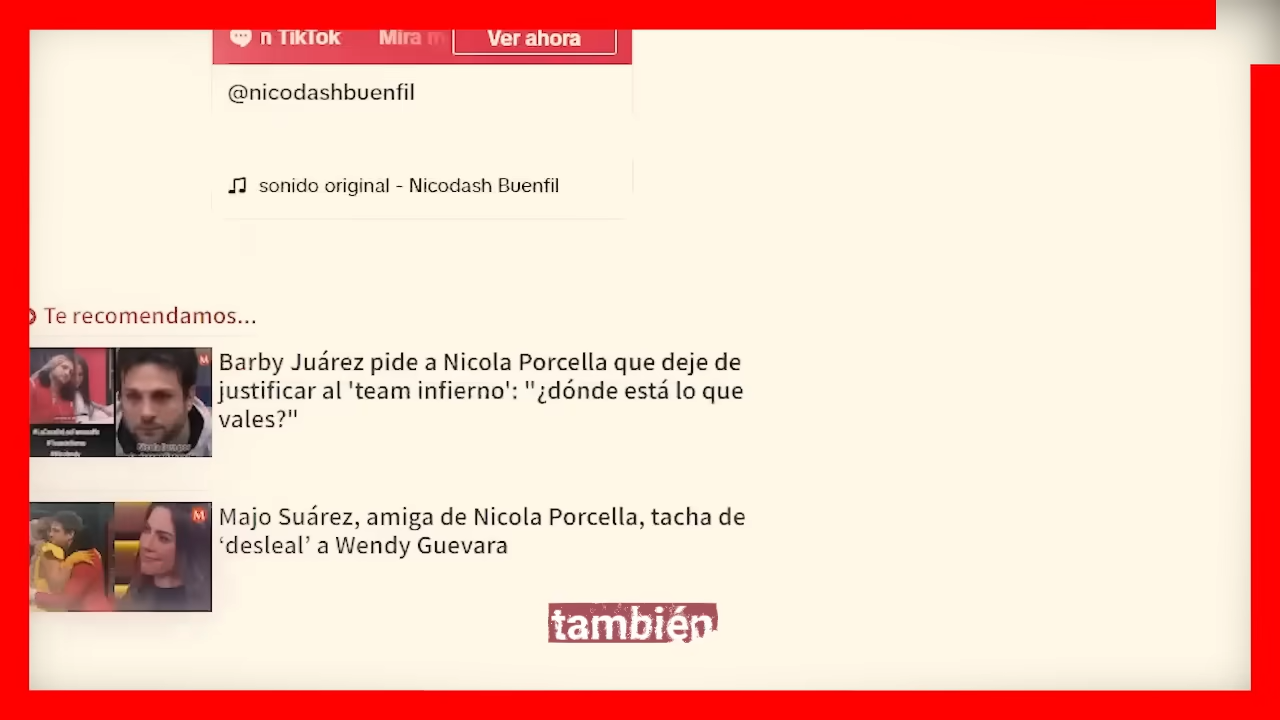 n TikTok Mira m Ver ahora
@nicodashbuenfil
sonido original - Nicodash Buenfil
Te recomendamos...
Barby Juárez pide a Nicola Porcella que deje de
justificar al 'team infierno': "¿dónde está lo que
vales?"
Majo Suárez, amiga de Nicola Porcella, tacha de
‘desleal’ a Wendy Guevara
también